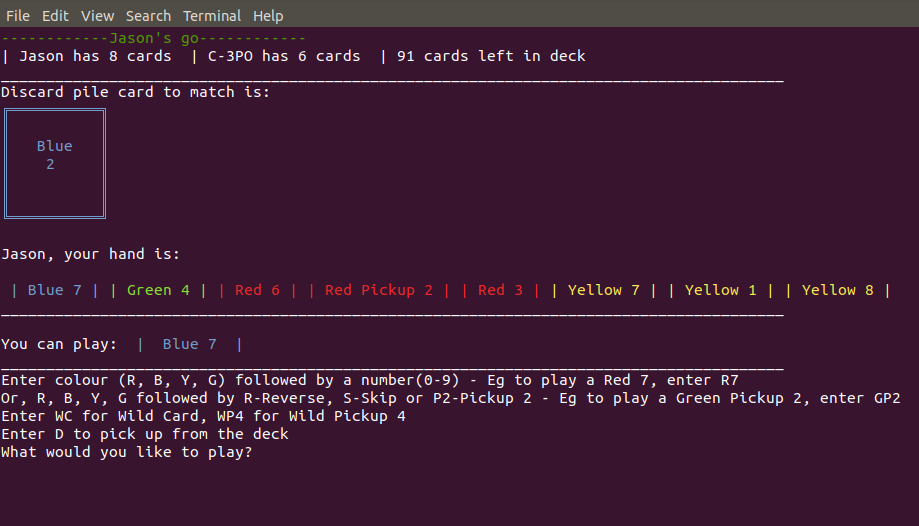 File Edit View Search Terminal Help
------------Jason's go------------
| Jason has 8 cards  | C-3PO has 6 cards  | 91 cards left in deck
Discard pile card to match is:
Blue
2
Jason, your hand is:
| Blue 7 | | Green 4 | | Red 6 | | Red Pickup 2 | | Red 3 | | Yellow 7 | | Yellow 1 | | Yellow 8 |
You can play:  |  Blue 7  |
Enter colour (R, B, Y, G) followed by a number(0-9) - Eg to play a Red 7, enter R7
Or, R, B, Y, G followed by R-Reverse, S-Skip or P2-Pickup 2 - Eg to play a Green Pickup 2, enter GP2
Enter WC for Wild Card, WP4 for Wild Pickup 4
Enter D to pick up from the deck
What would you like to play?